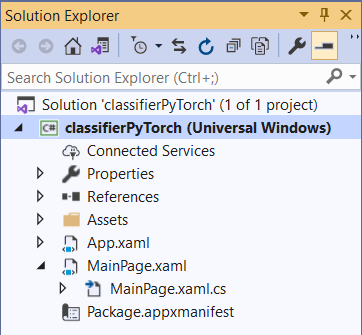 Solution Explorer
Search Solution Explorer (Ctrl+;)
Solution 'classifierPyTorch' (1 of 1 project)
C# classifierPyTorch (Universal Windows)
Connected Services
Properties
References
Assets
App.xaml
MainPage.xaml
MainPage.xaml.cs
Package.appxmanifest